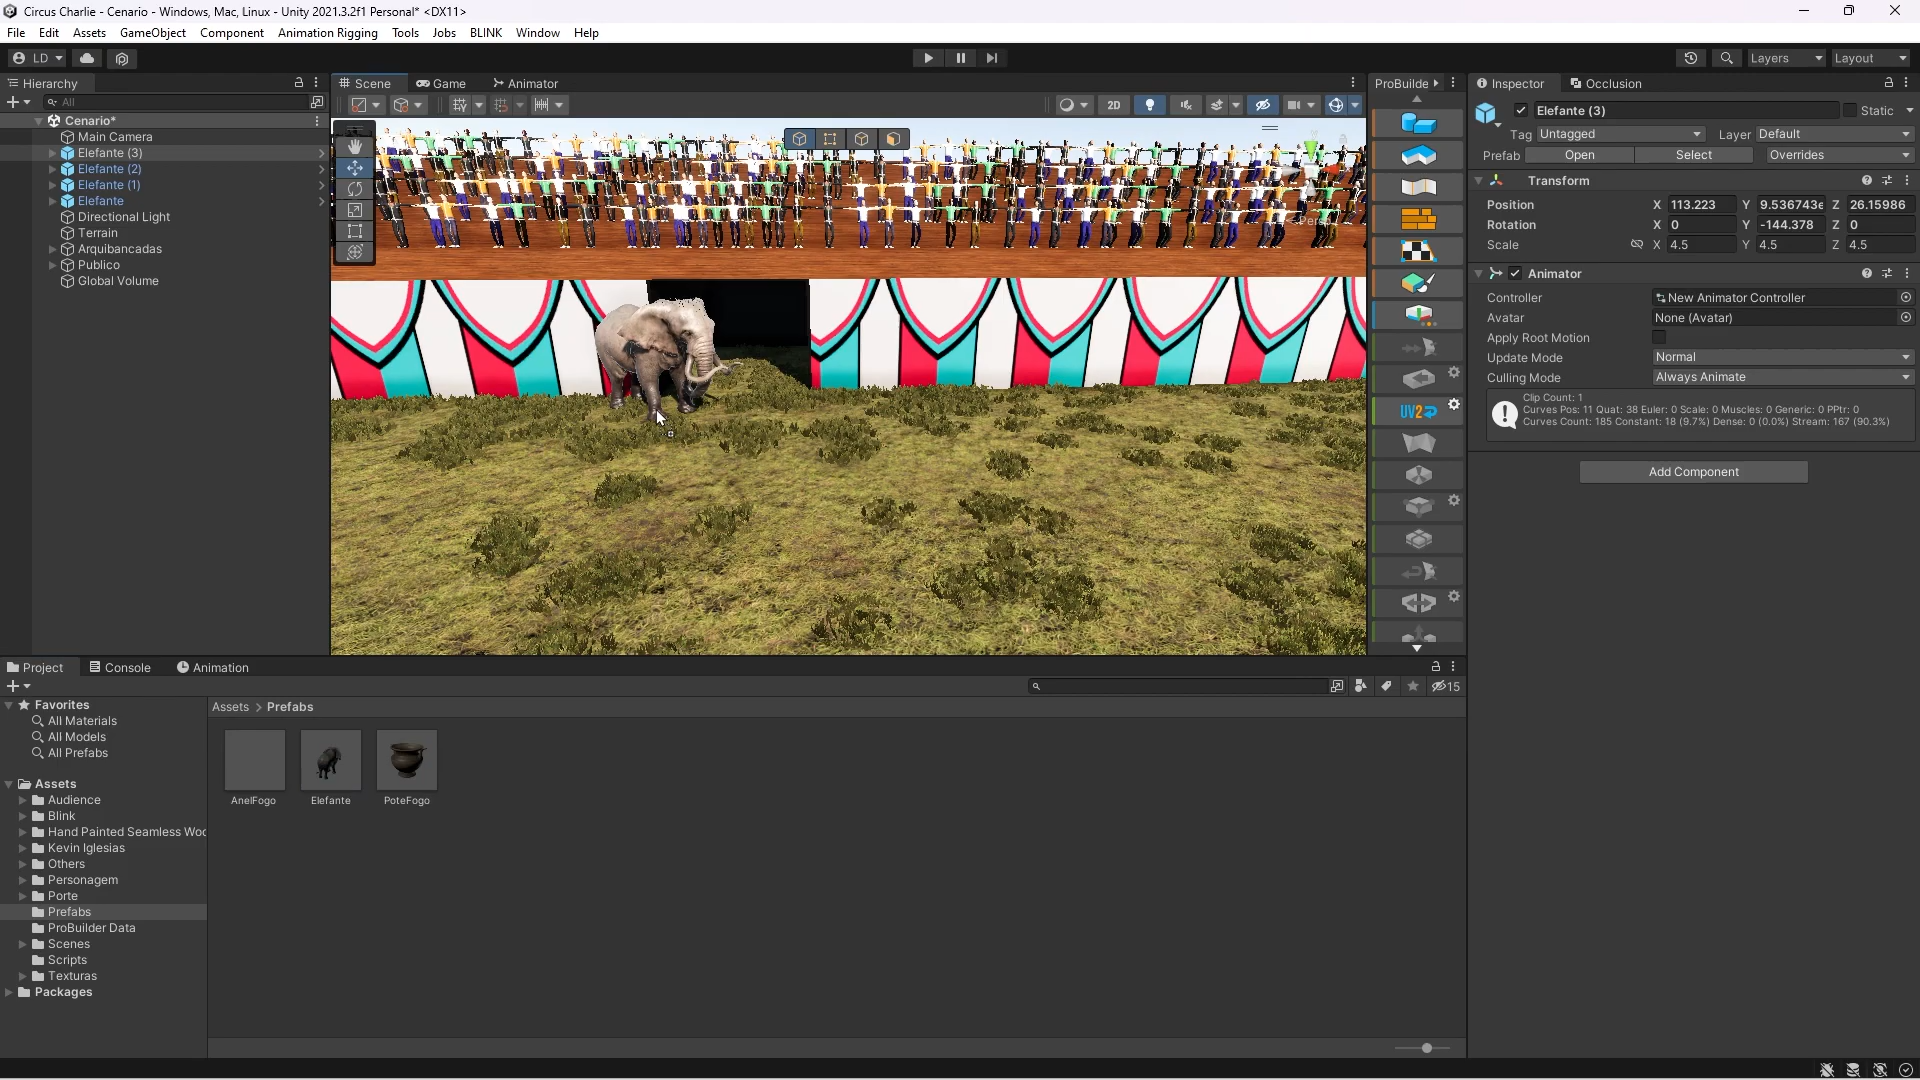 Circus Charlie - Cenario - Windows, Mac, Linux - Unity 2021.3.2f1 Personal* <DX11>
File Edit Assets GameObject Component Animation Rigging Tools Jobs BLINK Window Help
LD Layers Layout
Hierarchy
All
Cenario*
Main Camera
Elefante (3)
Elefante (2)
Elefante (1)
Elefante
Directional Light
Terrain
Arquibancadas
Publico
Global Volume
Scene Game Animator
2D
ProBuilde
UV2
Inspector Occlusion
Elefante (3) Static
Tag Untagged Layer Default
Prefab Open Select Overrides
Transform
Position X 113.223 Y 9.536743e Z 26.15986
Rotation X 0 Y -144.378 Z 0
Scale X 4.5 Y 4.5 Z 4.5
Animator
Controller New Animator Controller
Avatar None (Avatar)
Apply Root Motion
Update Mode Normal
Culling Mode Always Animate
Clip Count: 1
Curves Pos: 11 Quat: 38 Euler: 0 Scale: 0 Muscles: 0 Generic: 0 PPtr: 0
Curves Count: 185 Constant: 18 (9.7%) Dense: 0 (0.0%) Stream: 167 (90.3%)
Add Component
Project Console Animation
15
Favorites
All Materials
All Models
All Prefabs
Assets
Audience
Blink
Hand Painted Seamless Woo
Kevin Iglesias
Others
Personagem
Porte
Prefabs
ProBuilder Data
Scenes
Scripts
Texturas
Packages
Assets > Prefabs
AnelFogo Elefante PoteFogo